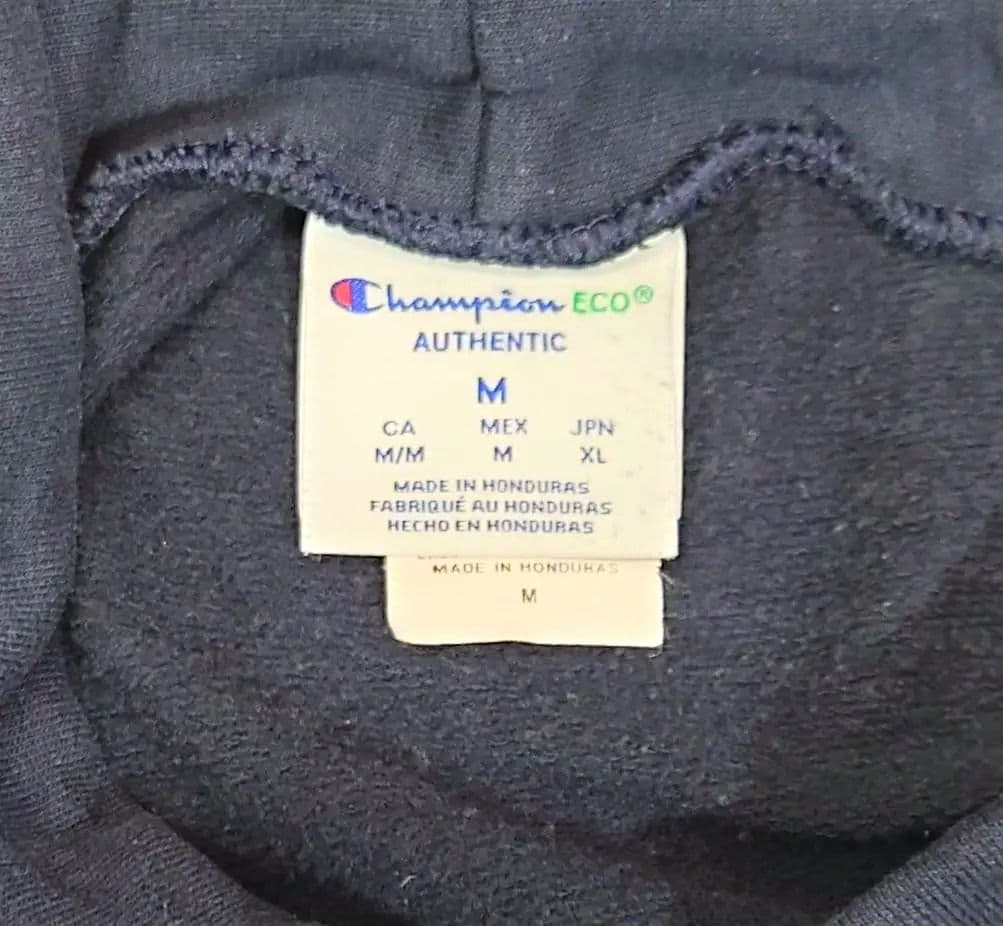 Champion ECO®
AUTHENTIC
M
CA MEX JPN
M/M M XL
MADE IN HONDURAS
FABRIQUÉ AU HONDURAS
HECHO EN HONDURAS
MADE IN HONDURAS
M